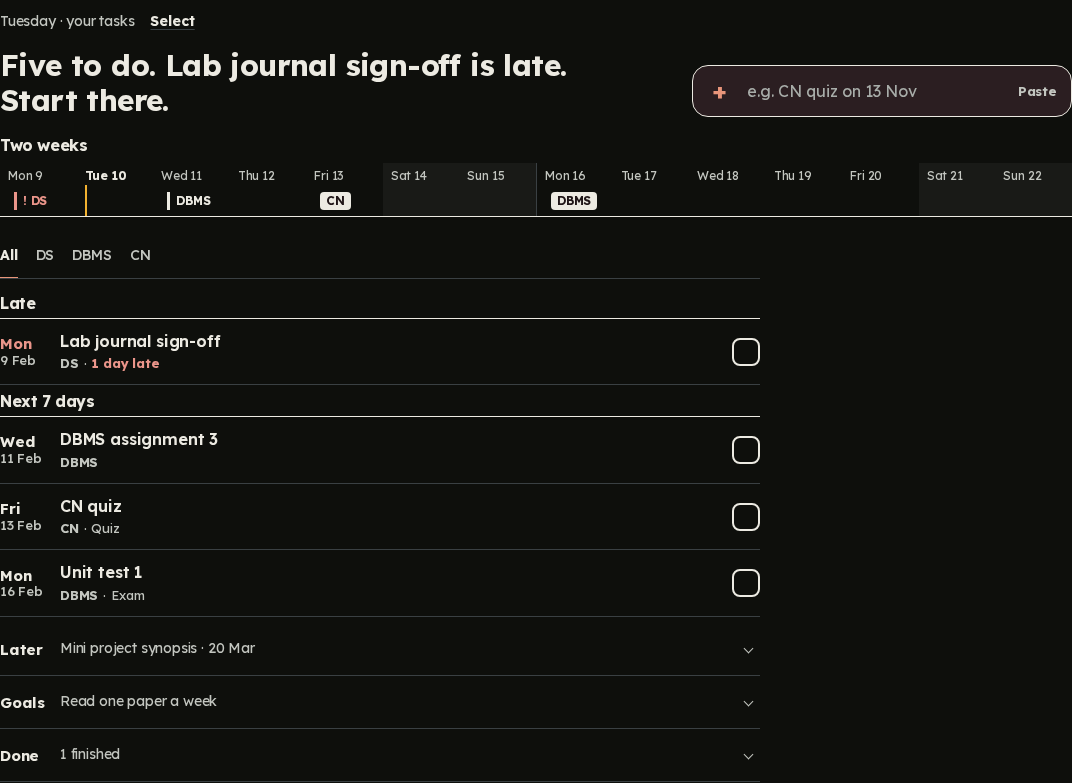 Tuesday · your tasks Select
Five to do. Lab journal sign-off is late.
Start there.
+ e.g. CN quiz on 13 Nov Paste
Two weeks
Mon 9 Tue 10 Wed 11 Thu 12 Fri 13 Sat 14 Sun 15 Mon 16 Tue 17 Wed 18 Thu 19 Fri 20 Sat 21 Sun 22
! DS DBMS CN DBMS
All DS DBMS CN
Late
Mon Lab journal sign-off
9 Feb DS · 1 day late
Next 7 days
Wed DBMS assignment 3
11 Feb DBMS
Fri CN quiz
13 Feb CN · Quiz
Mon Unit test 1
16 Feb DBMS · Exam
Later Mini project synopsis · 20 Mar
Goals Read one paper a week
Done 1 finished